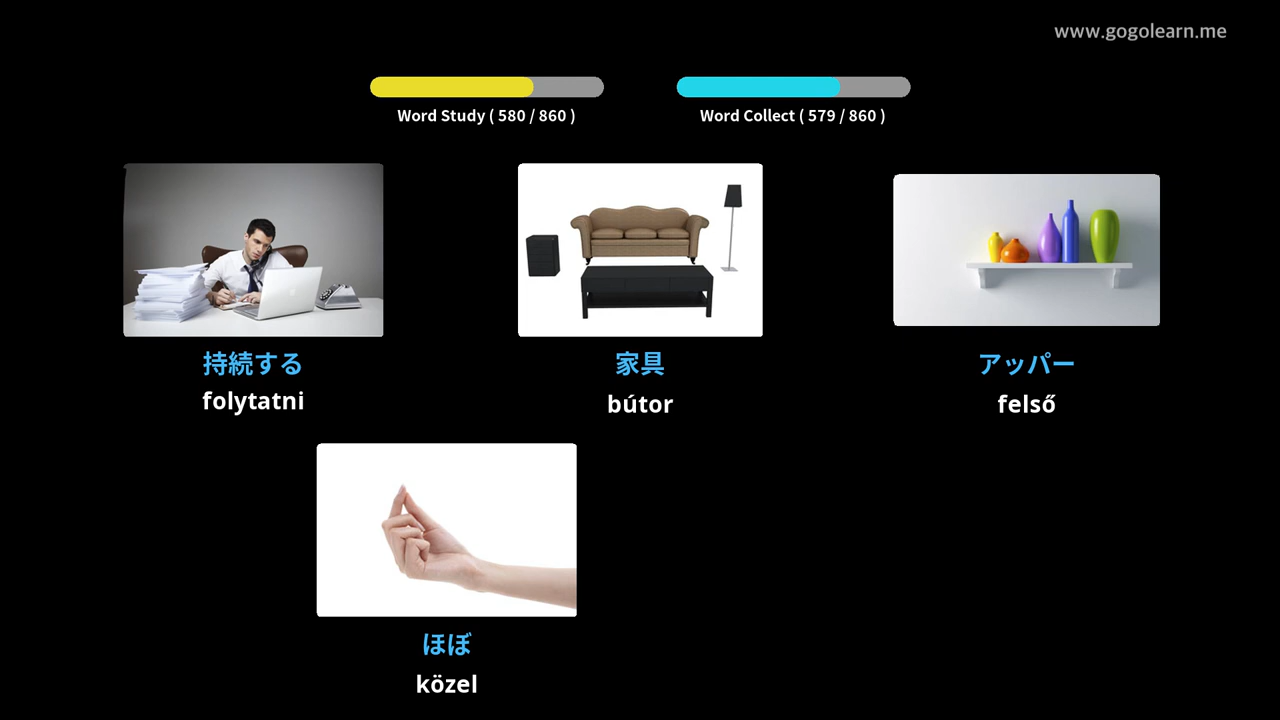 www.gogolearn.me
Word Study ( 580 / 860 )
Word Collect ( 579 / 860 )
持続する
folytatni
家具
bútor
アッパー
felső
ほぼ
közel